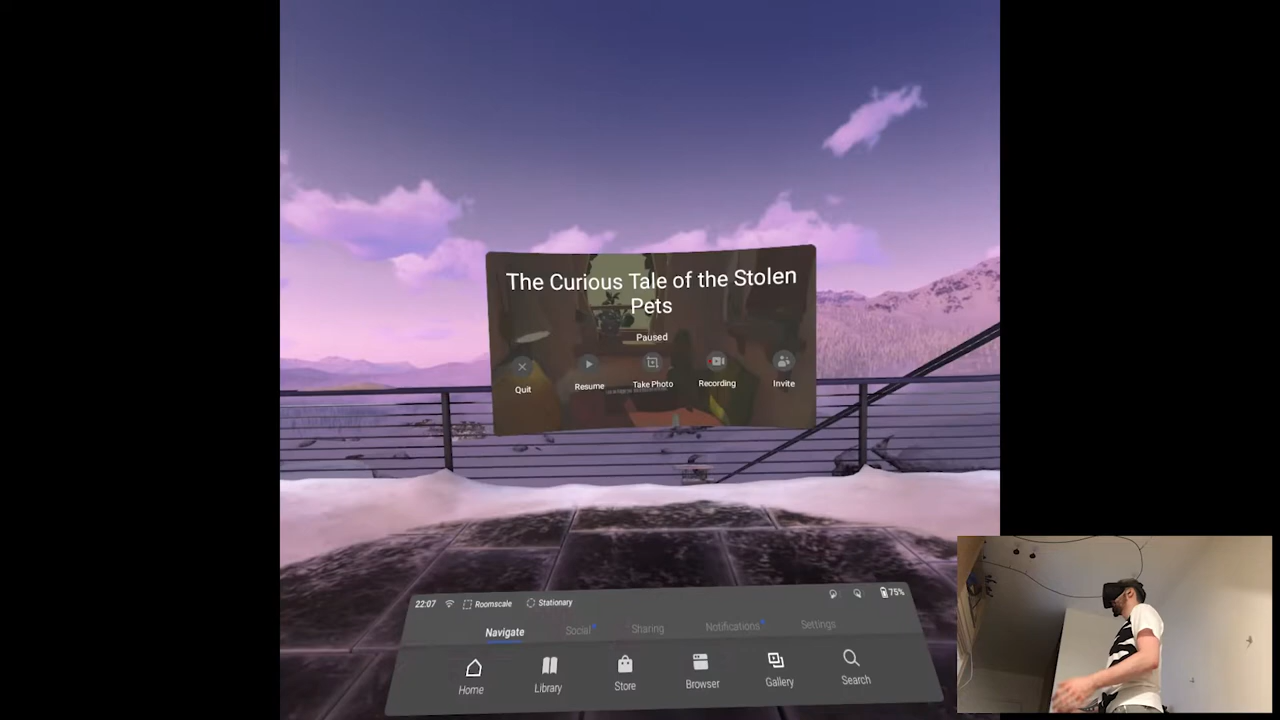 The Curious Tale of the Stolen
Pets
Paused
Quit
Resume
Take Photo
Recording
Invite
22:07
Roomscale
Stationary
75%
Navigate
Social
Sharing
Notifications
Settings
Home
Library
Store
Browser
Gallery
Search